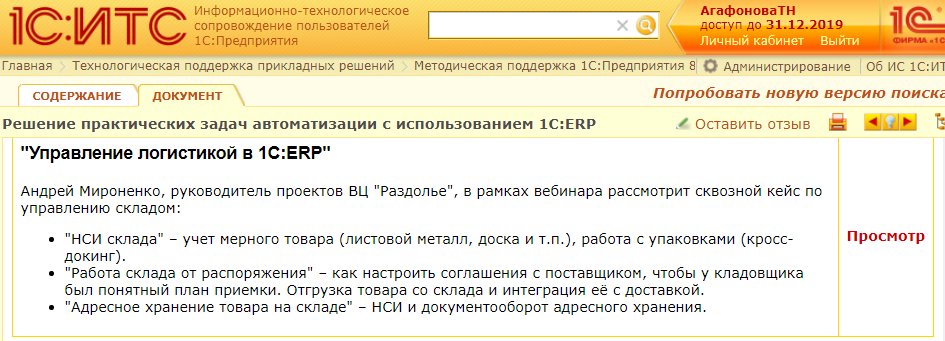 1С:ИТС
Информационно-технологическое
сопровождение пользователей
1С:Предприятия
АгафоноваТН
доступ до 31.12.2019
Личный кабинет Выйти
1С
ФИРМА «1С
Главная Технологическая поддержка прикладных решений Методическая поддержка 1С:Предприятия 8 Администрирование Об ИС 1С:ИТ
СОДЕРЖАНИЕ ДОКУМЕНТ
Попробовать новую версию поиска
Решение практических задач автоматизации с использованием 1С:ERP Оставить отзыв
"Управление логистикой в 1С:ERP"
Андрей Мироненко, руководитель проектов ВЦ "Раздолье", в рамках вебинара рассмотрит сквозной кейс по
управлению складом:
• "НСИ склада" – учет мерного товара (листовой металл, доска и т.п.), работа с упаковками (кросс-
докинг).
• "Работа склада от распоряжения" – как настроить соглашения с поставщиком, чтобы у кладовщика
был понятный план приемки. Отгрузка товара со склада и интеграция её с доставкой.
• "Адресное хранение товара на складе" – НСИ и документооборот адресного хранения.
Просмотр